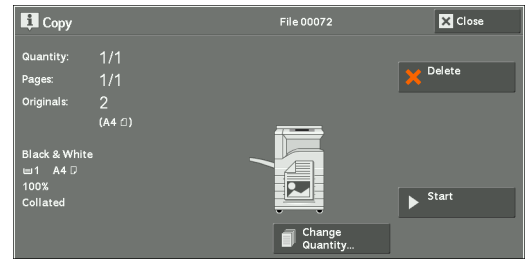 Copy
File 00072
Close
Quantity: 1/1
Pages: 1/1
Originals: 2
(A4)
Delete
Black & White
1 A4
100%
Collated
Start
Change
Quantity...